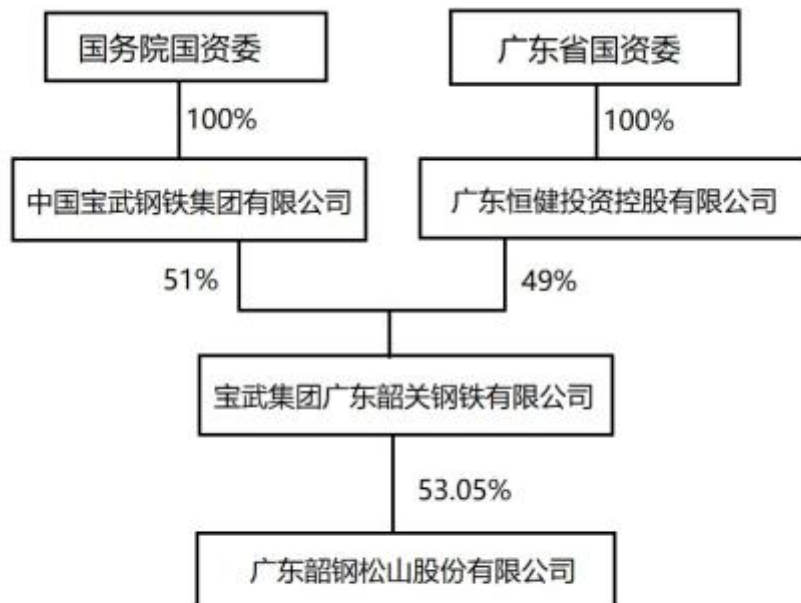 国务院国资委
广东省国资委
100%
100%
中国宝武钢铁集团有限公司
广东恒健投资控股有限公司
51%
49%
宝武集团广东韶关钢铁有限公司
53.05%
广东韶钢松山股份有限公司